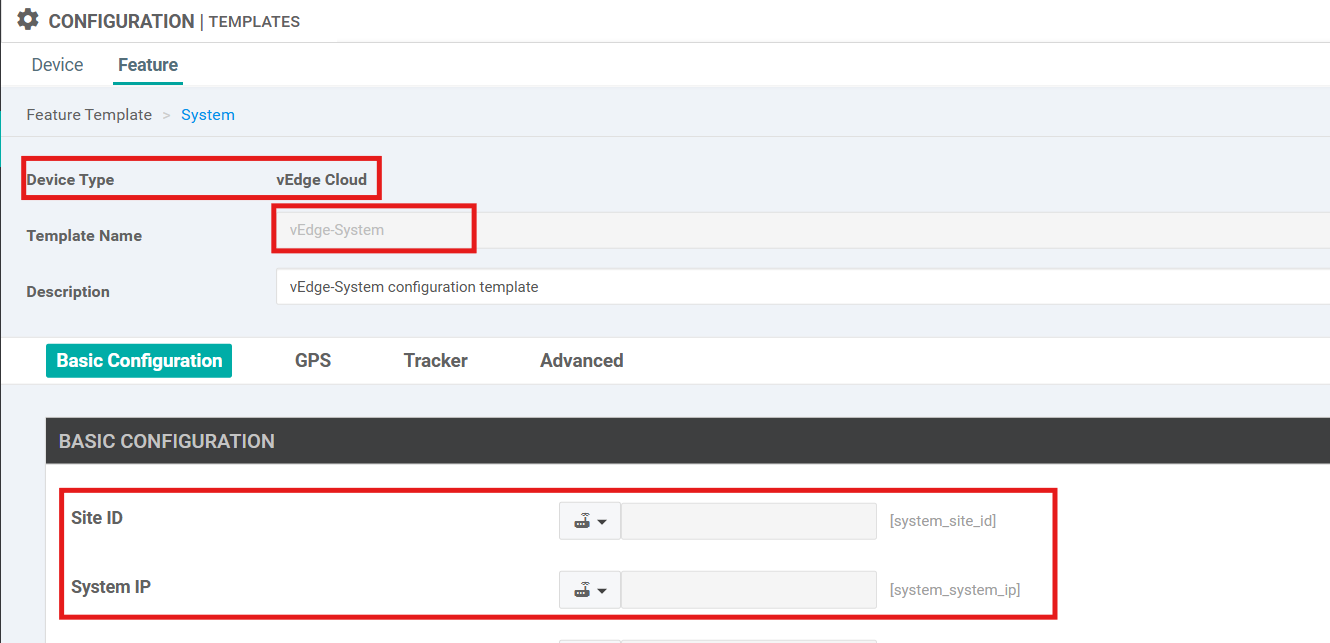 CONFIGURATION | TEMPLATES
Device Feature
Feature Template > System
Device Type vEdge Cloud
Template Name vEdge-System
Description vEdge-System configuration template
Basic Configuration GPS Tracker Advanced
BASIC CONFIGURATION
Site ID [system_site_id]
System IP [system_system_ip]